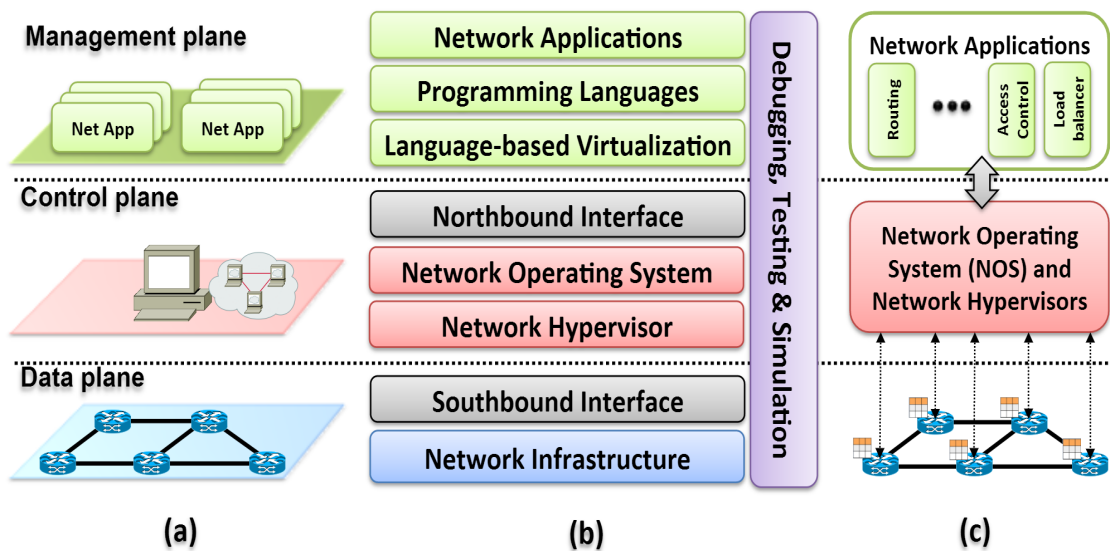 Management plane
Net App
Net App
Control plane
Data plane
(a)
Network Applications
Programming Languages
Language-based Virtualization
Northbound Interface
Network Operating System
Network Hypervisor
Southbound Interface
Network Infrastructure
Debugging, Testing & Simulation
(b)
Network Applications
Routing
Access
Control
Load
balancer
Network Operating
System (NOS) and
Network Hypervisors
(c)